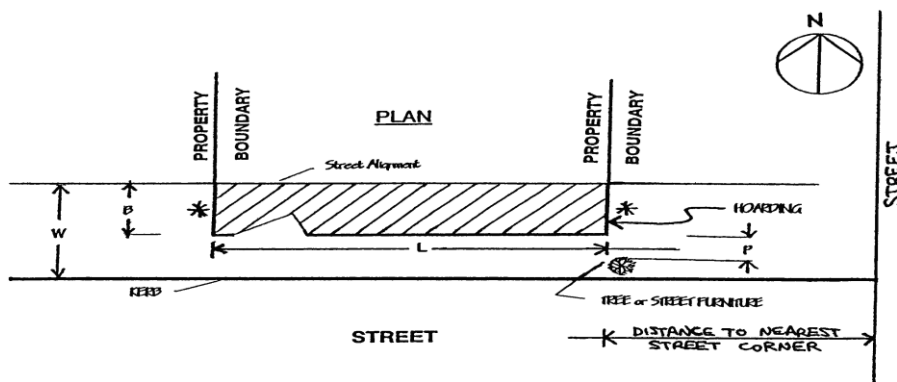 N
PROPERTY
BOUNDARY
PLAN
PROPERTY
BOUNDARY
STREET
Street Alignment
W
B
HOARDING
L
P
KERB
TREE or STREET FURNITURE
STREET
DISTANCE TO NEAREST
STREET CORNER